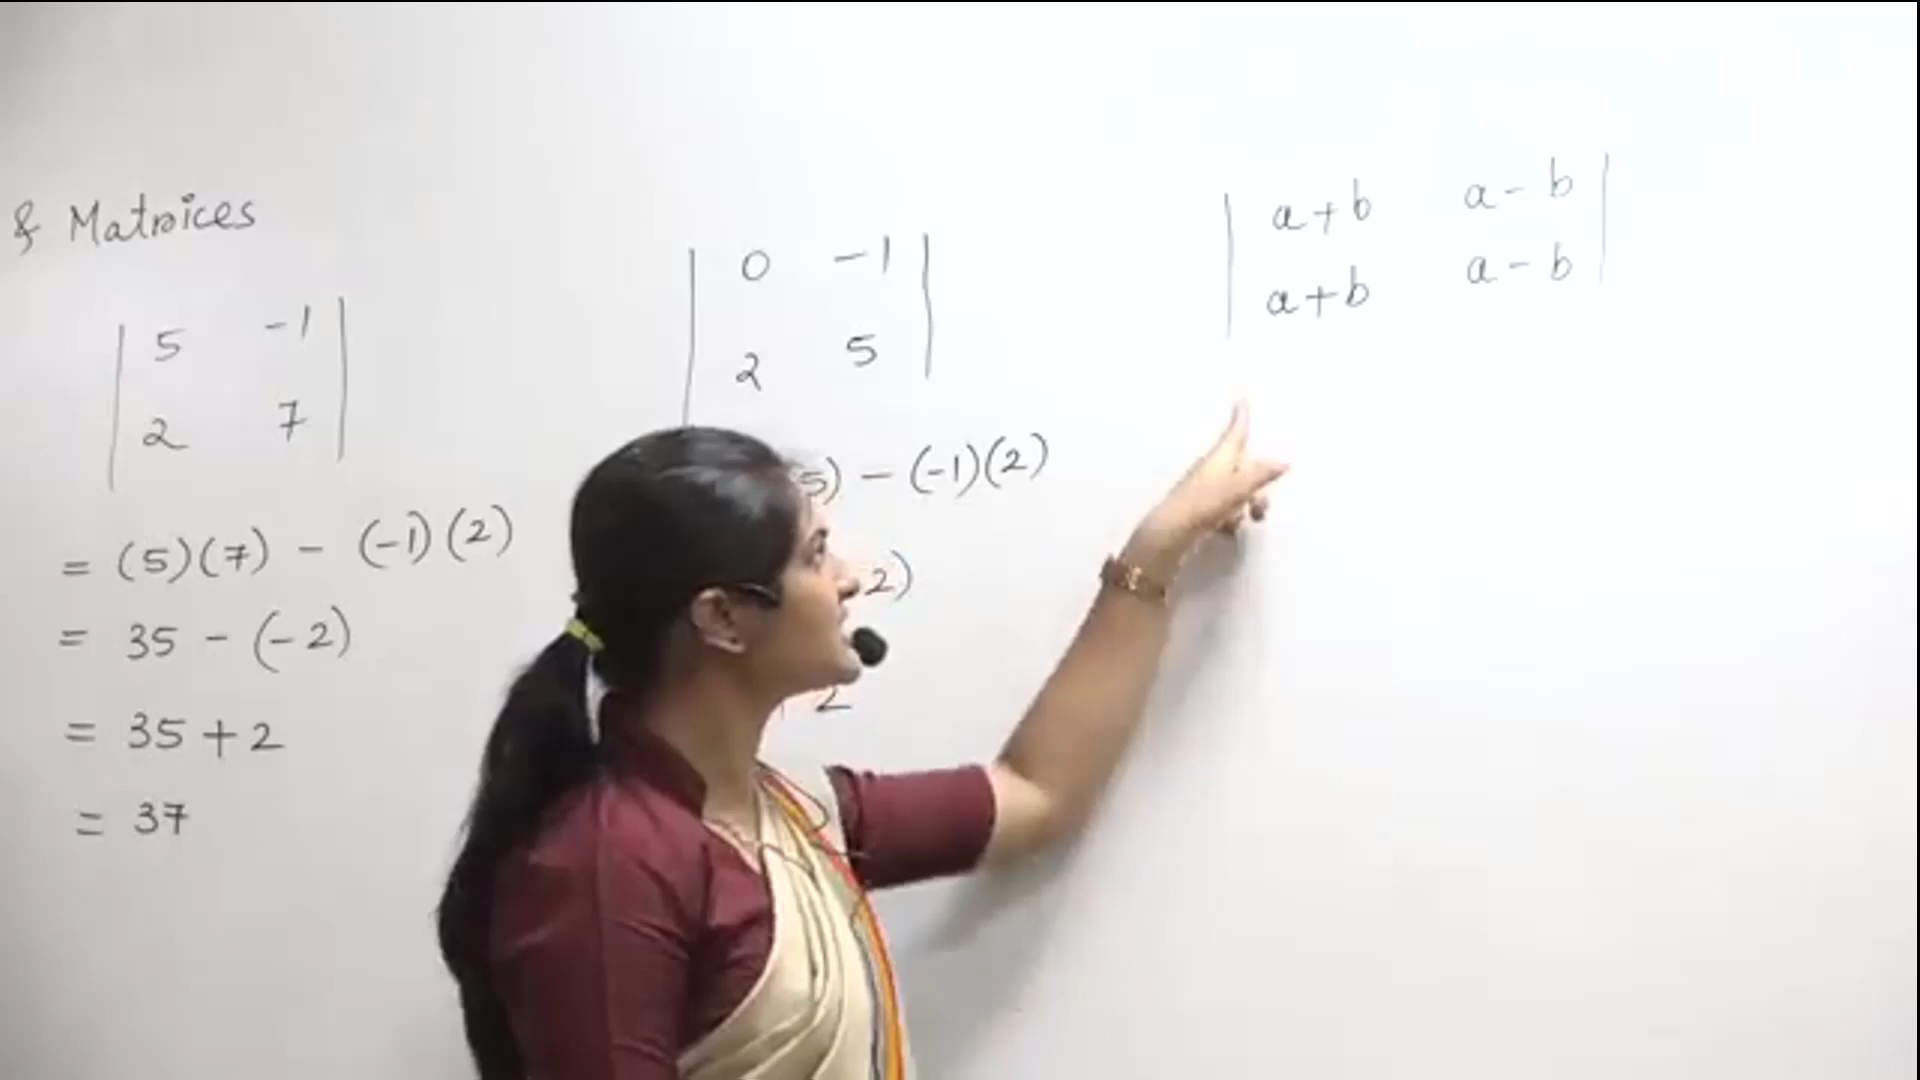 & Matrices
5 -1
2 7
= (5)(7) - (-1)(2)
= 35 - (-2)
= 35 + 2
= 37
0 -1
2 5
5) - (-1)(2)
2)
2
a+b a-b
a+b a-b